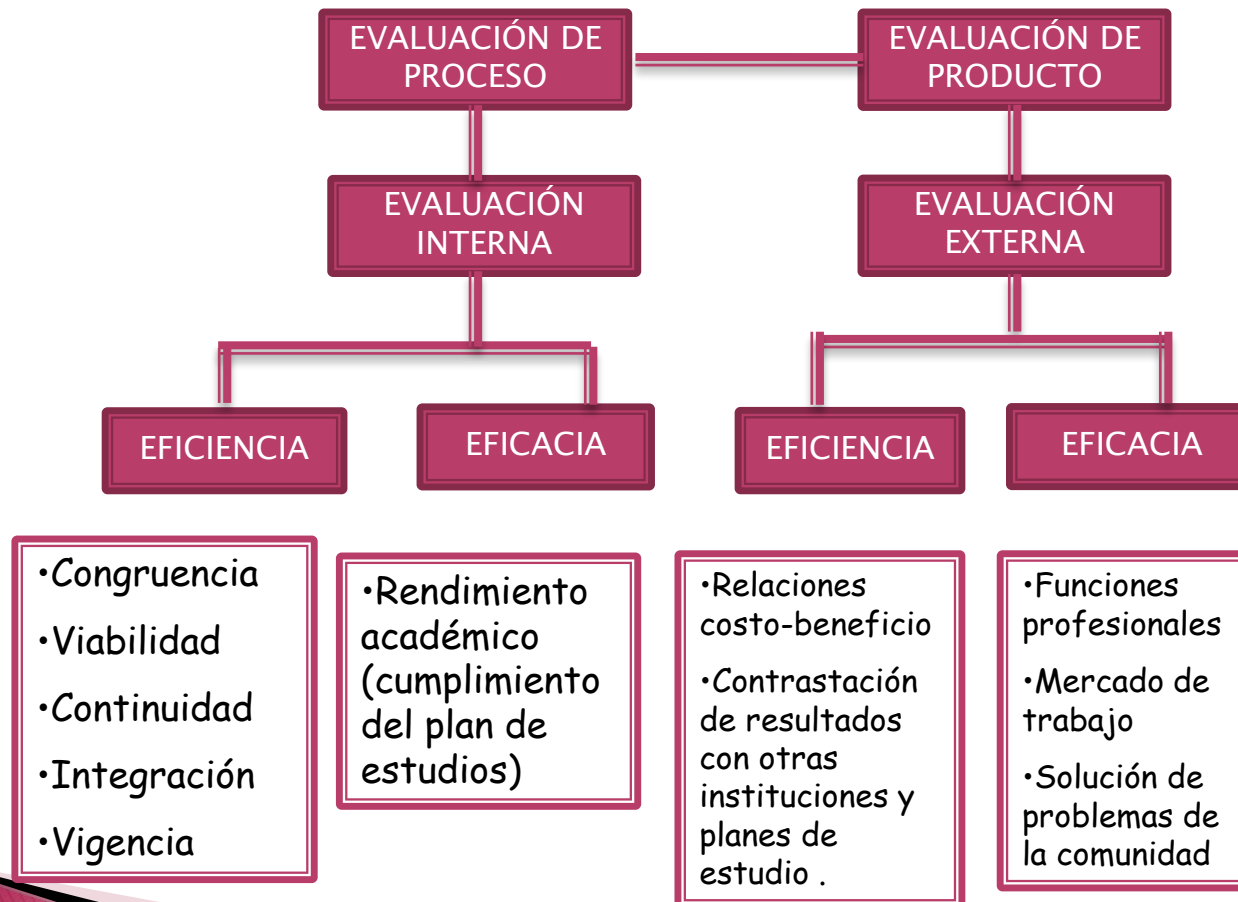 EVALUACIÓN DE
PROCESO
EVALUACIÓN DE
PRODUCTO
EVALUACIÓN
INTERNA
EVALUACIÓN
EXTERNA
EFICIENCIA
EFICACIA
EFICIENCIA
EFICACIA
•Congruencia
•Viabilidad
•Continuidad
•Integración
•Vigencia
•Rendimiento
académico
(cumplimiento
del plan de
estudios)
•Relaciones
costo-beneficio
•Contrastación
de resultados
con otras
instituciones y
planes de
estudio .
•Funciones
profesionales
•Mercado de
trabajo
•Solución de
problemas de
la comunidad